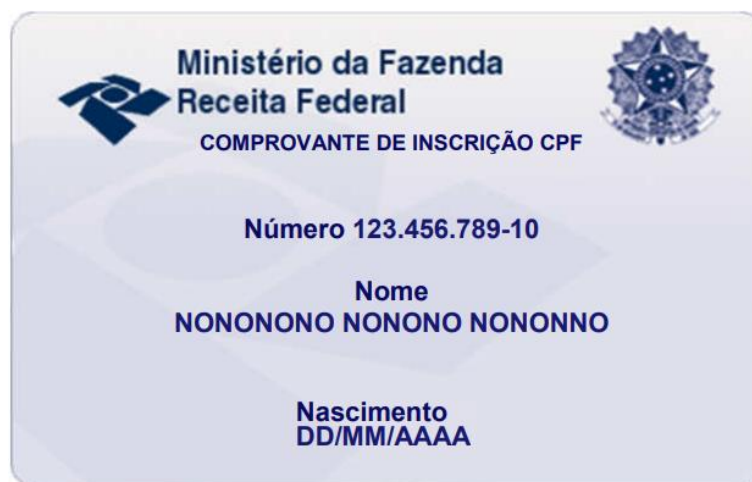 Ministério da Fazenda
Receita Federal
COMPROVANTE DE INSCRIÇÃO CPF
Número 123.456.789-10
Nome
NONONONO NONONO NONONNO
Nascimento
DD/MM/AAAA